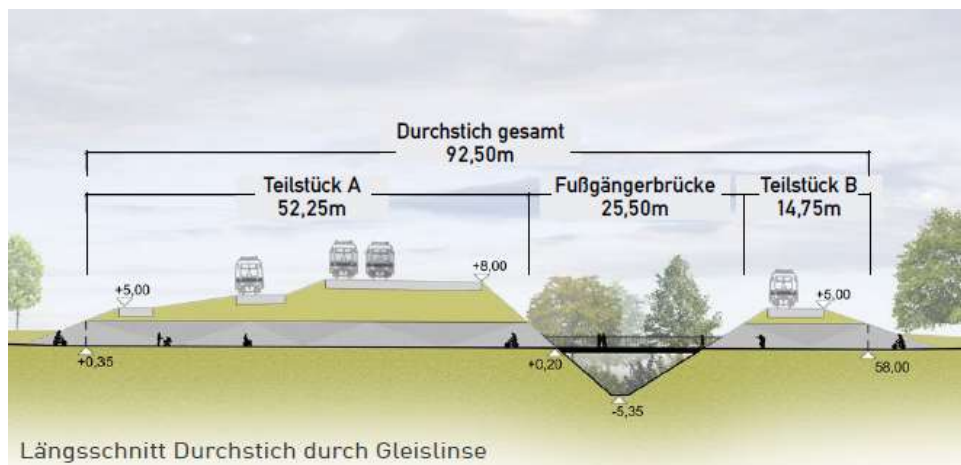 Durchstich gesamt
92,50m
Teilstück A
52,25m
Fußgängerbrücke
25,50m
Teilstück B
14,75m
+5,00
+8,00
+5,00
+0,35
+0,20
-5,35
58,00
Längsschnitt Durchstich durch Gleislinse